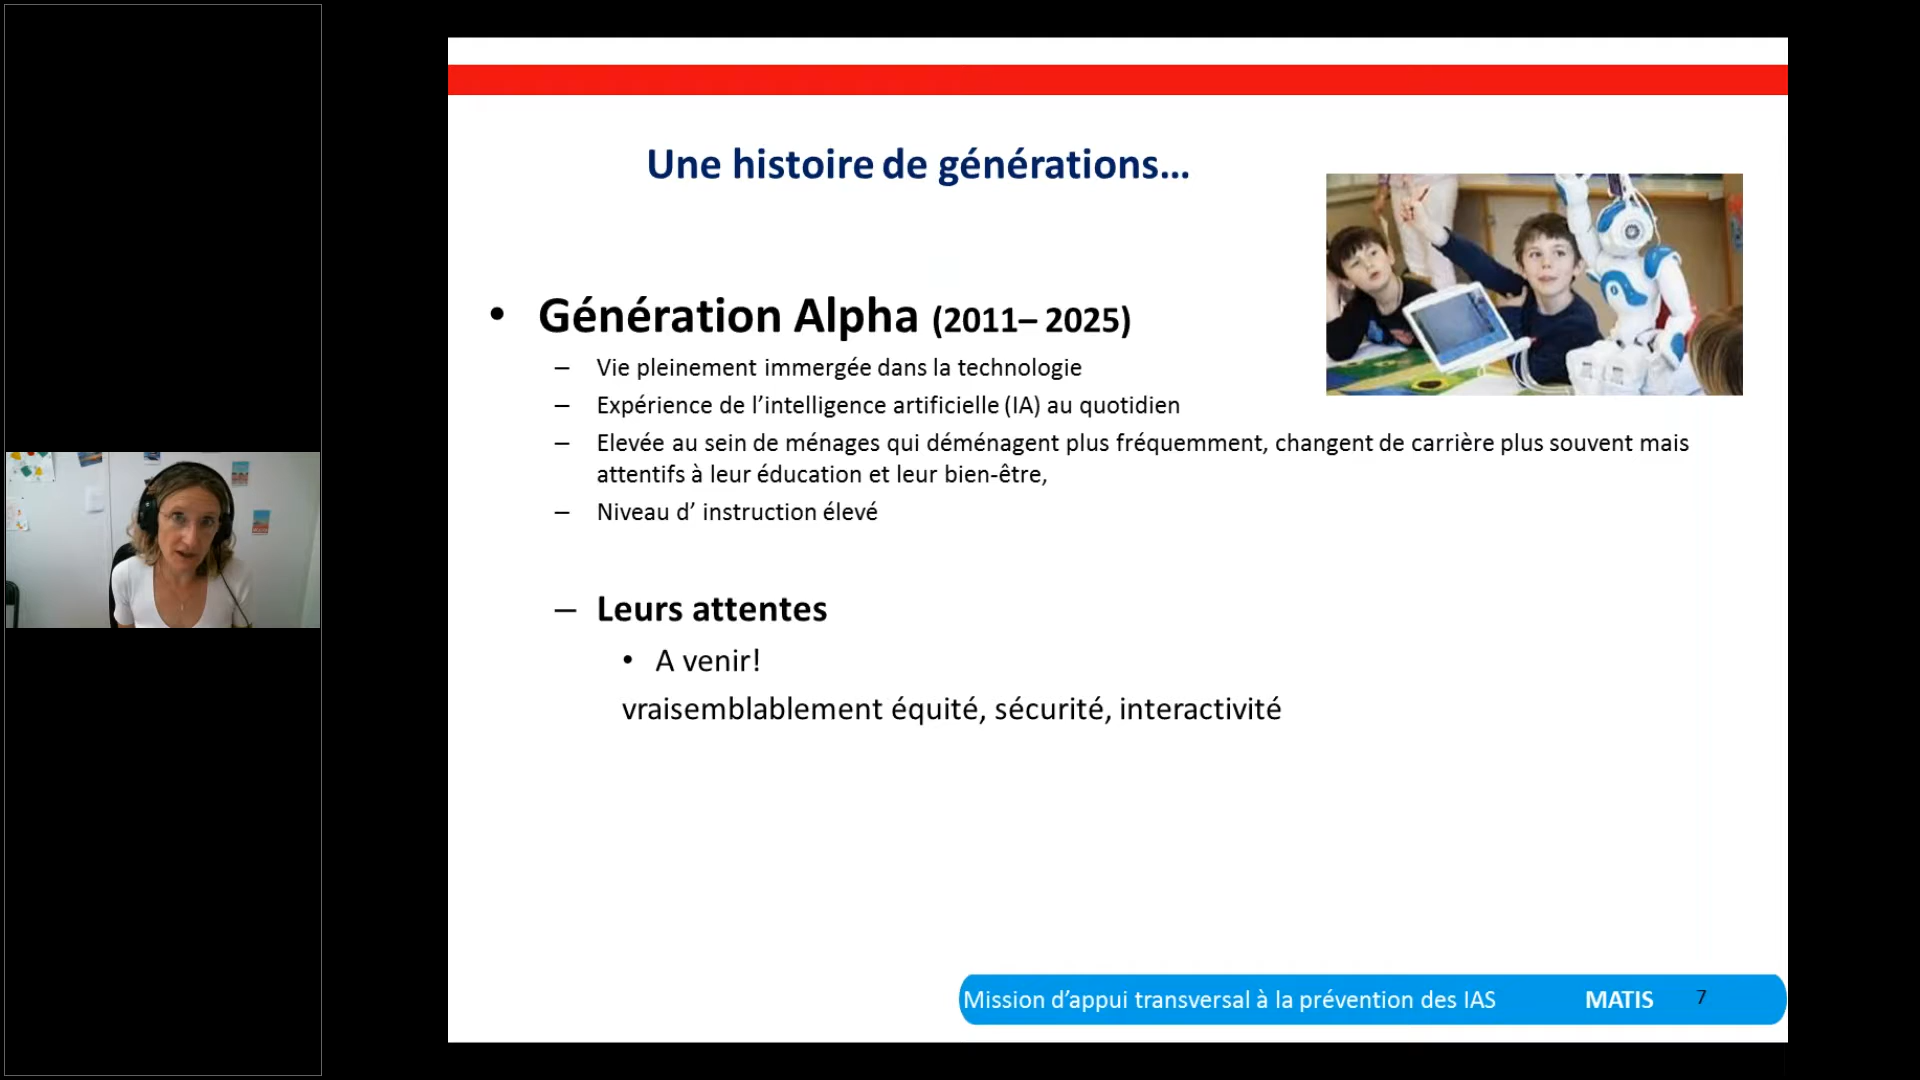 Une histoire de générations...
• Génération Alpha (2011– 2025)
– Vie pleinement immergée dans la technologie
– Expérience de l’intelligence artificielle (IA) au quotidien
– Elevée au sein de ménages qui déménagent plus fréquemment, changent de carrière plus souvent mais
attentifs à leur éducation et leur bien-être,
– Niveau d’ instruction élevé
– Leurs attentes
• A venir!
vraisemblablement équité, sécurité, interactivité
Mission d’appui transversal à la prévention des IAS MATIS 7